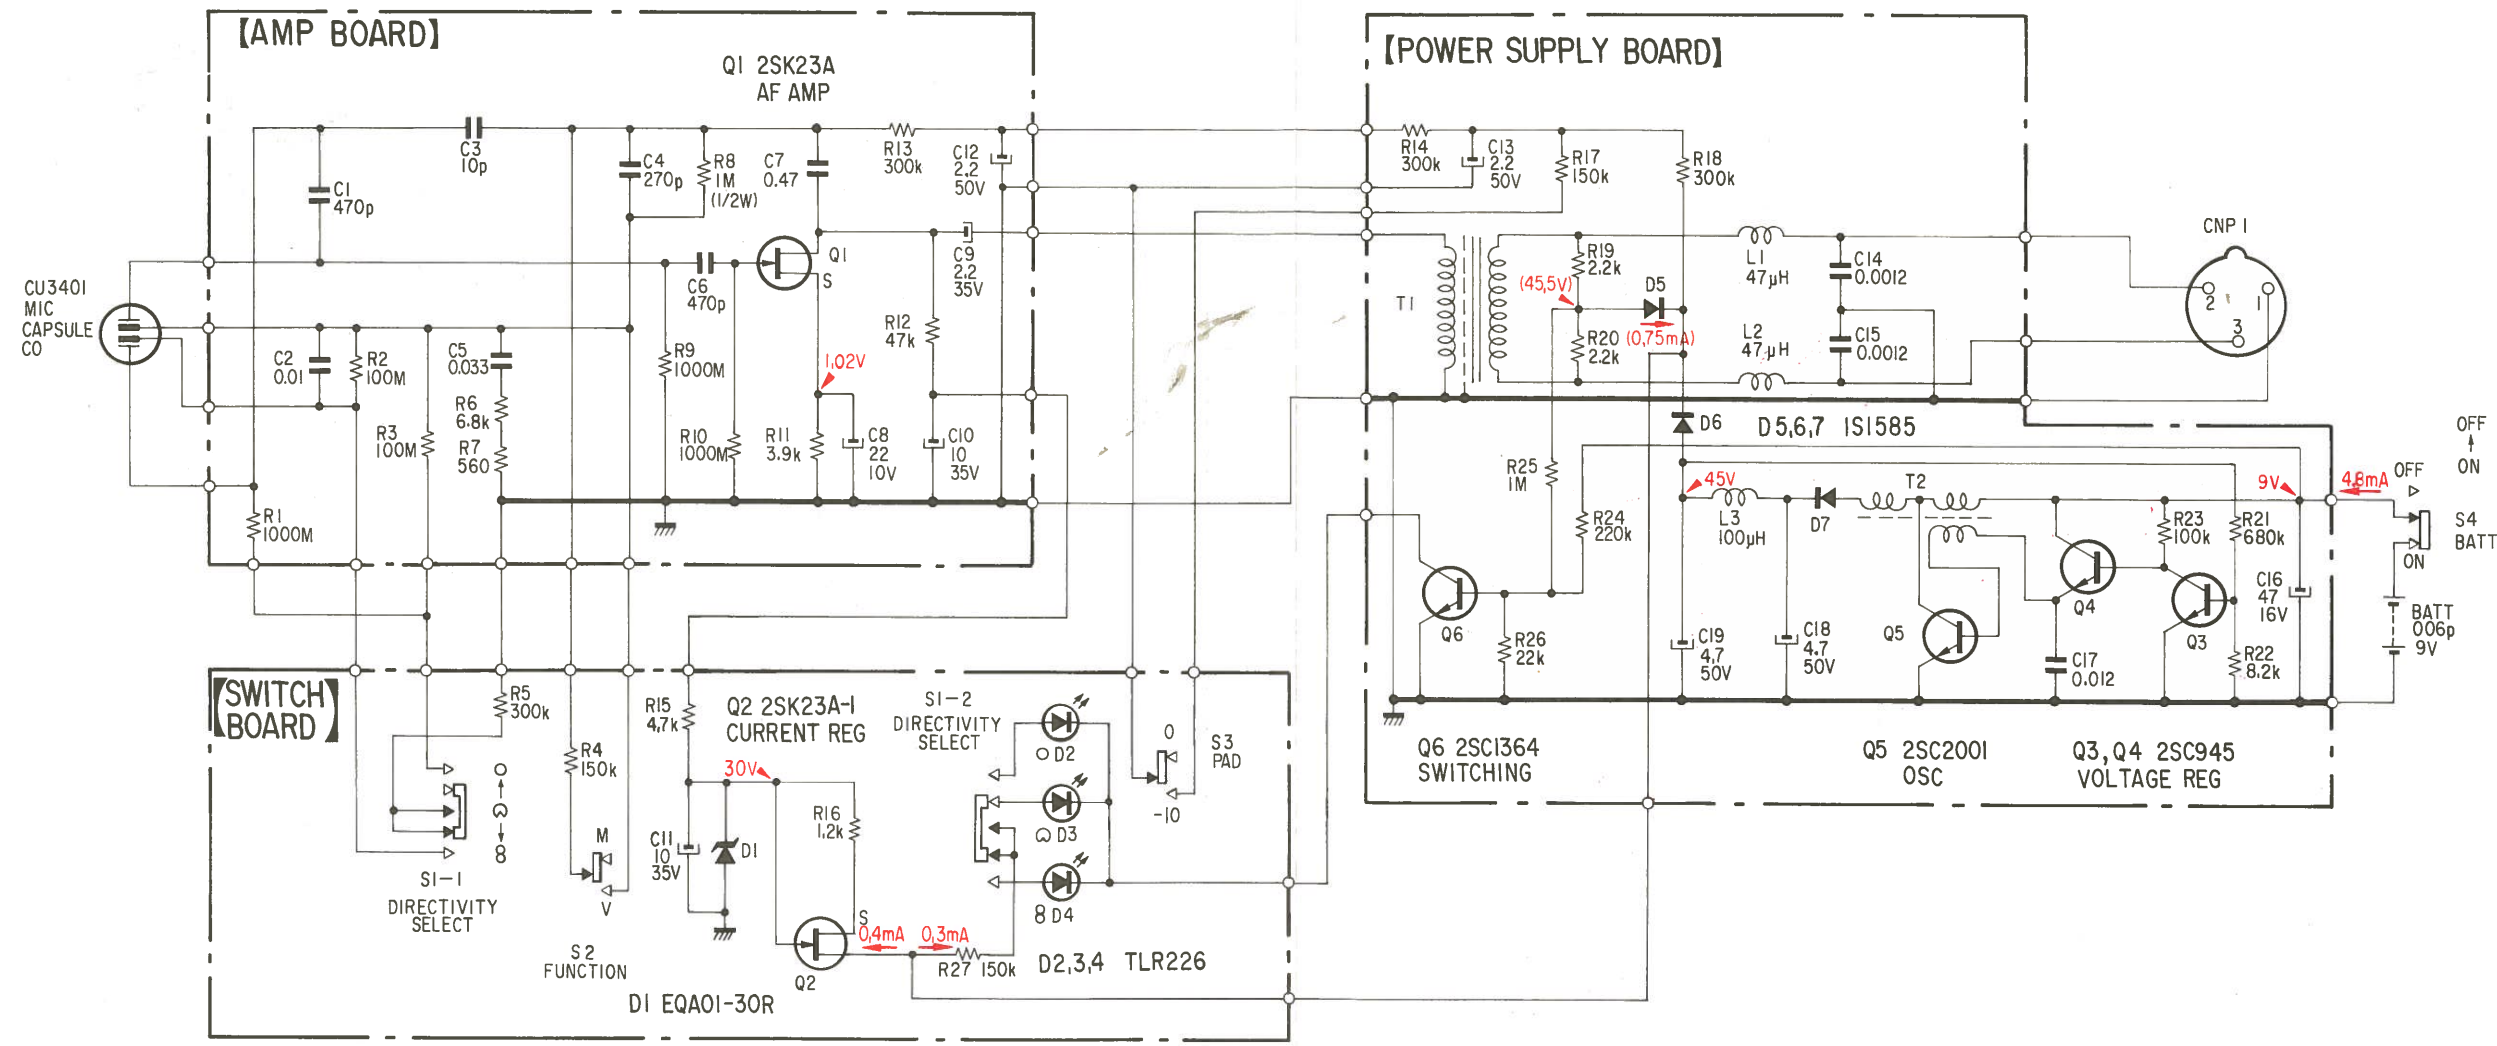 【AMP BOARD】
Q1 2SK23A
AF AMP
C3
10p
C1
470p
C4
270p
R8
1M
(1/2W)
C7
0.47
R13
300k
C12
2.2
50V
CU3401
MIC
CAPSULE
CO
C6
470p
Q1
S
C9
2.2
35V
C2
0.01
R2
100M
C5
0.033
R6
6.8k
R7
560
R3
100M
R9
1000M
R10
1000M
1,02V
R11
3.9k
C8
22
10V
R12
47k
C10
10
35V
R1
1000M
【POWER SUPPLY BOARD】
R14
300k
C13
2.2
50V
R17
150k
R18
300k
T1
R19
2.2k
(45,5V)
D5
R20
2.2k
(0,75mA)
L1
47μH
L2
47μH
C14
0.0012
C15
0.0012
CNP 1
2
1
3
D6
D5,6,7 1S1585
R25
1M
45V
L3
100μH
D7
T2
R24
220k
R23
100k
R21
680k
9V
4,8mA
OFF
ON
OFF
ON
S4
BATT
BATT
006p
9V
C16
47
16V
Q4
Q3
Q5
Q6
R26
22k
C19
4.7
50V
C18
4.7
50V
C17
0.012
R22
8.2k
Q6 2SC1364
SWITCHING
Q5 2SC2001
OSC
Q3,Q4 2SC945
VOLTAGE REG
【SWITCH
BOARD】
R5
300k
R4
150k
R15
4.7k
Q2 2SK23A-1
CURRENT REG
S1-2
DIRECTIVITY
SELECT
D2
D3
8 D4
O
S3
PAD
-10
30V
R16
1.2k
C11
10
35V
D1
S
0,4mA
0,3mA
Q2
R27 150k
D2,3,4 TLR226
8
S1-1
DIRECTIVITY
SELECT
M
V
S2
FUNCTION
D1 EQA01-30R